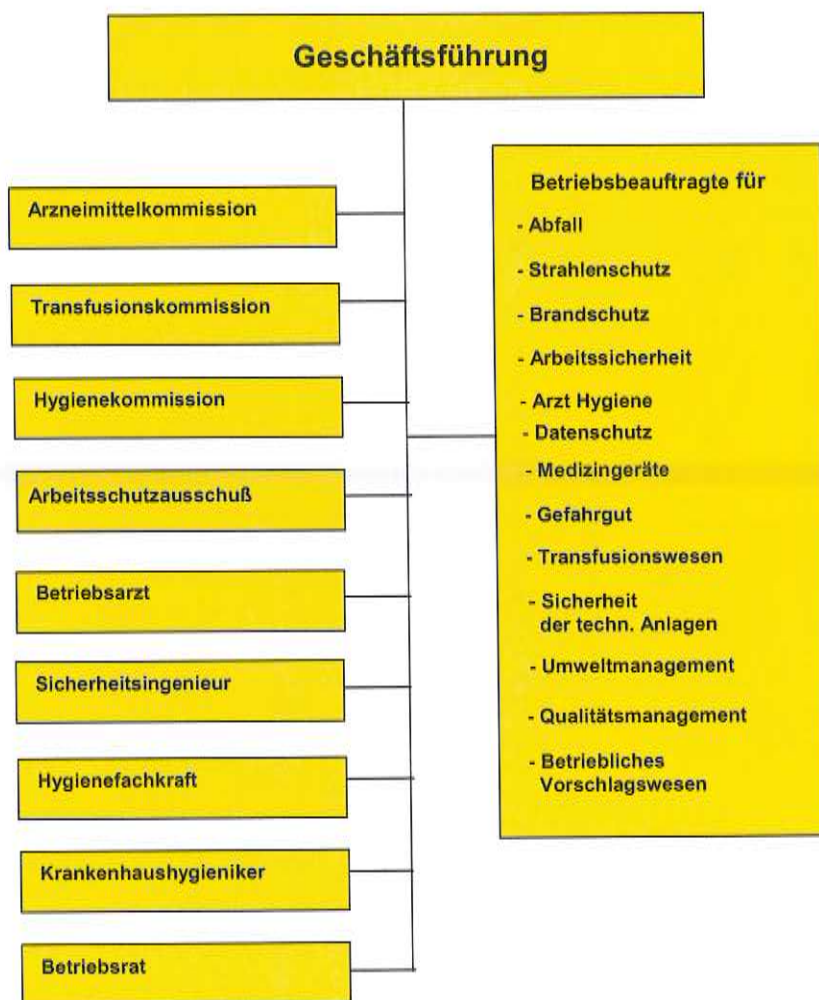 Geschäftsführung
Arzneimittelkommission
Transfusionskommission
Hygienekommission
Arbeitsschutzausschuß
Betriebsarzt
Sicherheitsingenieur
Hygienefachkraft
Krankenhaushygieniker
Betriebsrat
Betriebsbeauftragte für
- Abfall
- Strahlenschutz
- Brandschutz
- Arbeitssicherheit
- Arzt Hygiene
- Datenschutz
- Medizingeräte
- Gefahrgut
- Transfusionswesen
- Sicherheit
der techn. Anlagen
- Umweltmanagement
- Qualitätsmanagement
- Betriebliches
Vorschlagswesen